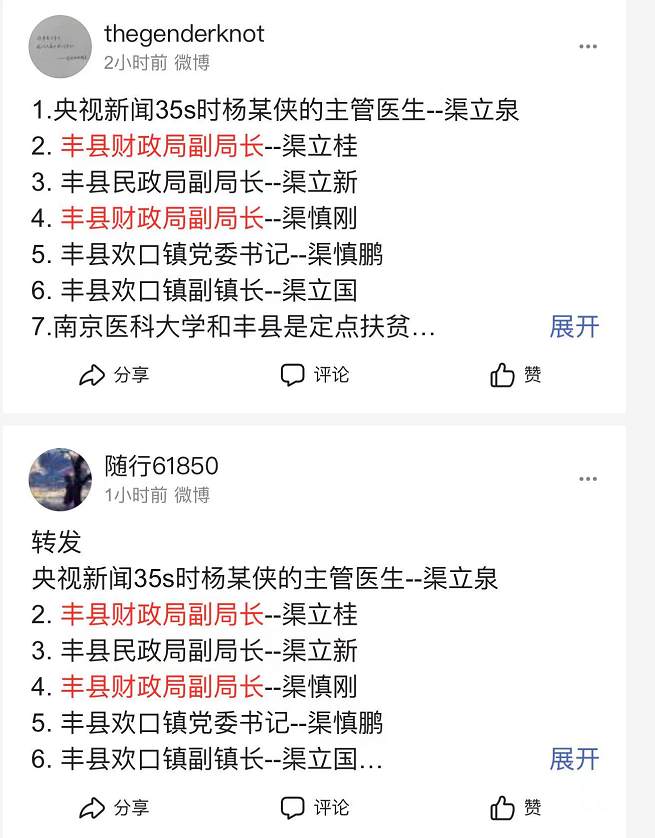 thegenderknot
2小时前 微博
1.央视新闻35s时杨某侠的主管医生--渠立泉
2. 丰县财政局副局长--渠立桂
3. 丰县民政局副局长--渠立新
4. 丰县财政局副局长--渠慎刚
5. 丰县欢口镇党委书记--渠慎鹏
6. 丰县欢口镇副镇长--渠立国
7.南京医科大学和丰县是定点扶贫... 展开
分享 评论 赞
随行61850
1小时前 微博
转发
央视新闻35s时杨某侠的主管医生--渠立泉
2. 丰县财政局副局长--渠立桂
3. 丰县民政局副局长--渠立新
4. 丰县财政局副局长--渠慎刚
5. 丰县欢口镇党委书记--渠慎鹏
6. 丰县欢口镇副镇长--渠立国... 展开
分享 评论 赞